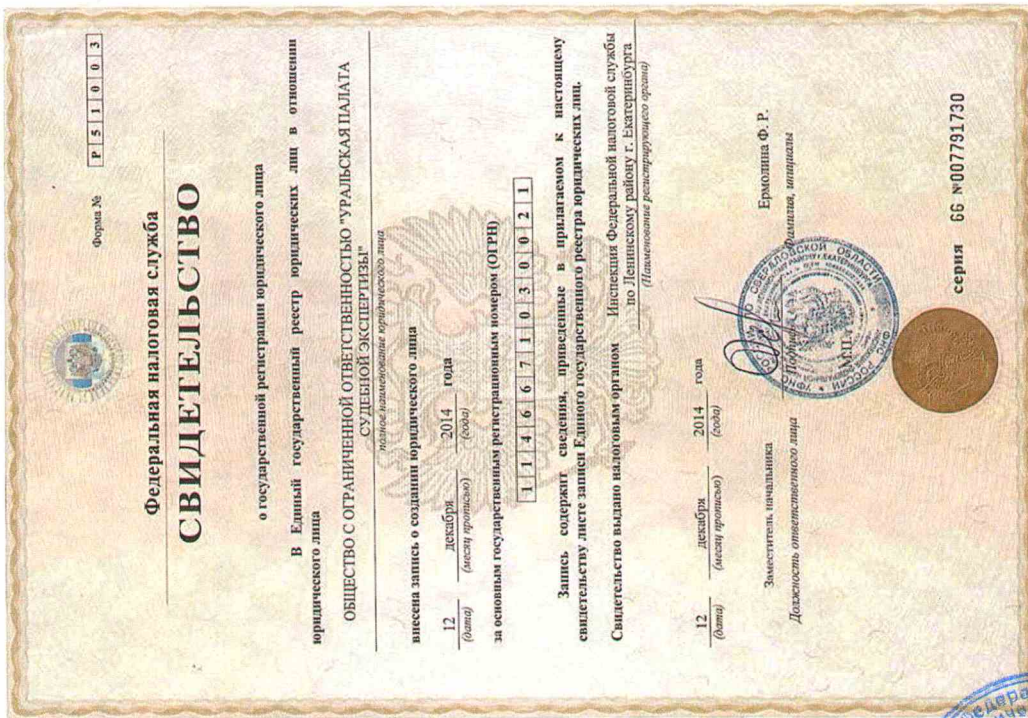 Форма № Р51003
Федеральная налоговая служба
СВИДЕТЕЛЬСТВО
о государственной регистрации юридического лица
В Единый государственный реестр юридических лиц в отношении
юридического лица
ОБЩЕСТВО С ОГРАНИЧЕННОЙ ОТВЕТСТВЕННОСТЬЮ "УРАЛЬСКАЯ ПАЛАТА
СУДЕБНОЙ ЭКСПЕРТИЗЫ"
полное наименование юридического лица
внесена запись о создании юридического лица
12 декабря 2014 года
(дата) (месяц прописью) (года)
за основным государственным регистрационным номером (ОГРН)
1146671030021
Запись содержит сведения, приведенные в прилагаемом к настоящему
свидетельству листе записи Единого государственного реестра юридических лиц.
Свидетельство выдано налоговым органом Инспекция Федеральной налоговой службы
по Ленинскому району г. Екатеринбурга
(Наименование регистрирующего органа)
12 декабря 2014 года
(дата) (месяц прописью) (года)
Заместитель начальника Ермолина Ф. Р.
Должность ответственного лица Подпись Фамилия, инициалы
М.П.
СВЕРДЛОВСКОЙ ОБЛАСТИ
РОССИИ
серия 66 №007791730